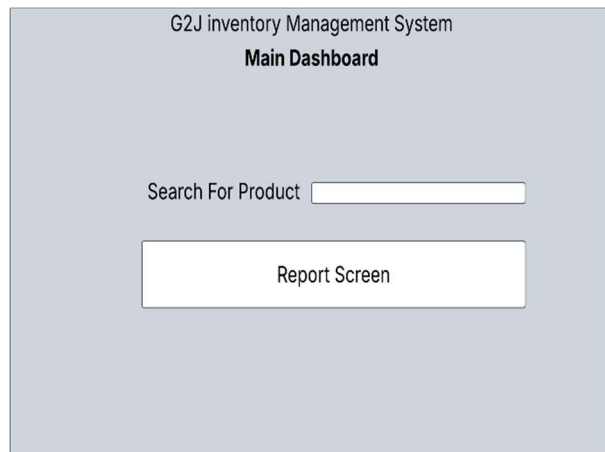 G2J inventory Management System
Main Dashboard
Search For Product
Report Screen